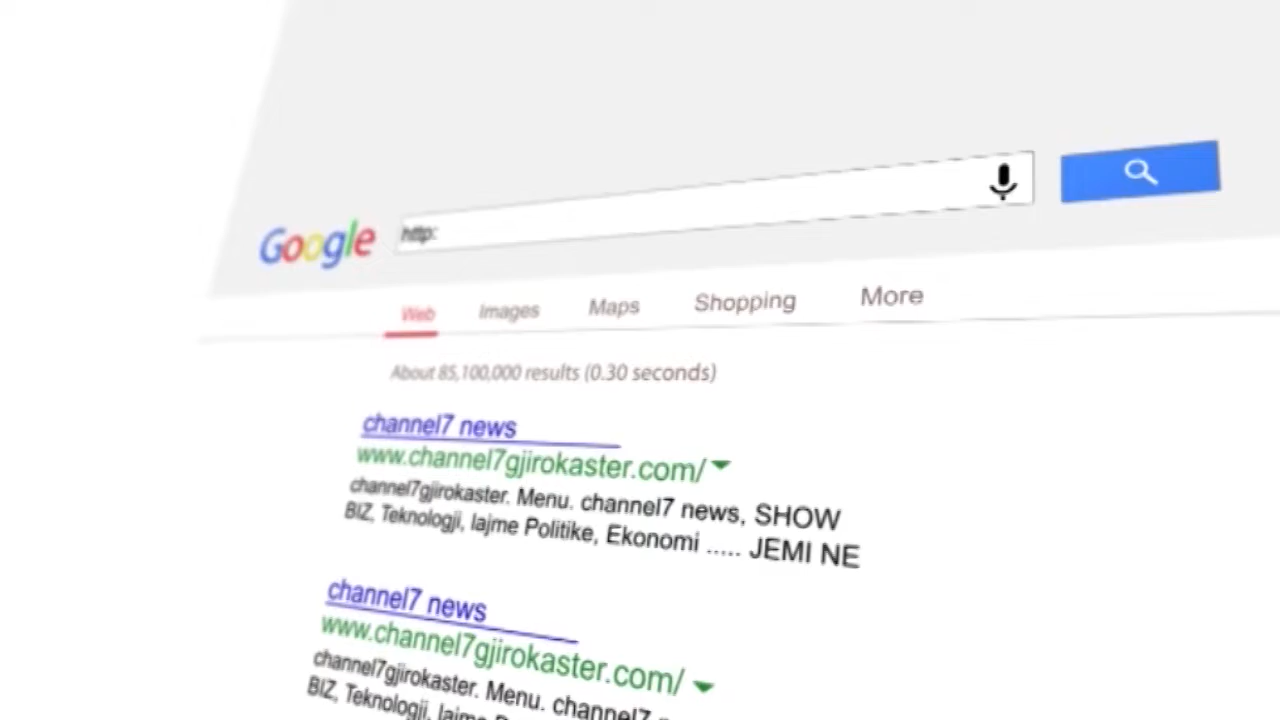 Google
http:
Web Images Maps Shopping More
About 85,100,000 results (0.30 seconds)
channel7 news
www.channel7gjirokaster.com/
channel7gjirokaster. Menu. channel7 news, SHOW
BIZ, Teknologji, lajme Politike, Ekonomi ..... JEMI NE
channel7 news
www.channel7gjirokaster.com/
channel7gjirokaster. Menu. channel7
BIZ, Teknologji, lajme